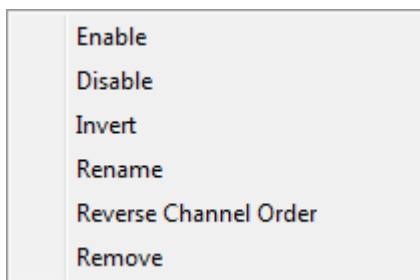 Enable
Disable
Invert
Rename
Reverse Channel Order
Remove